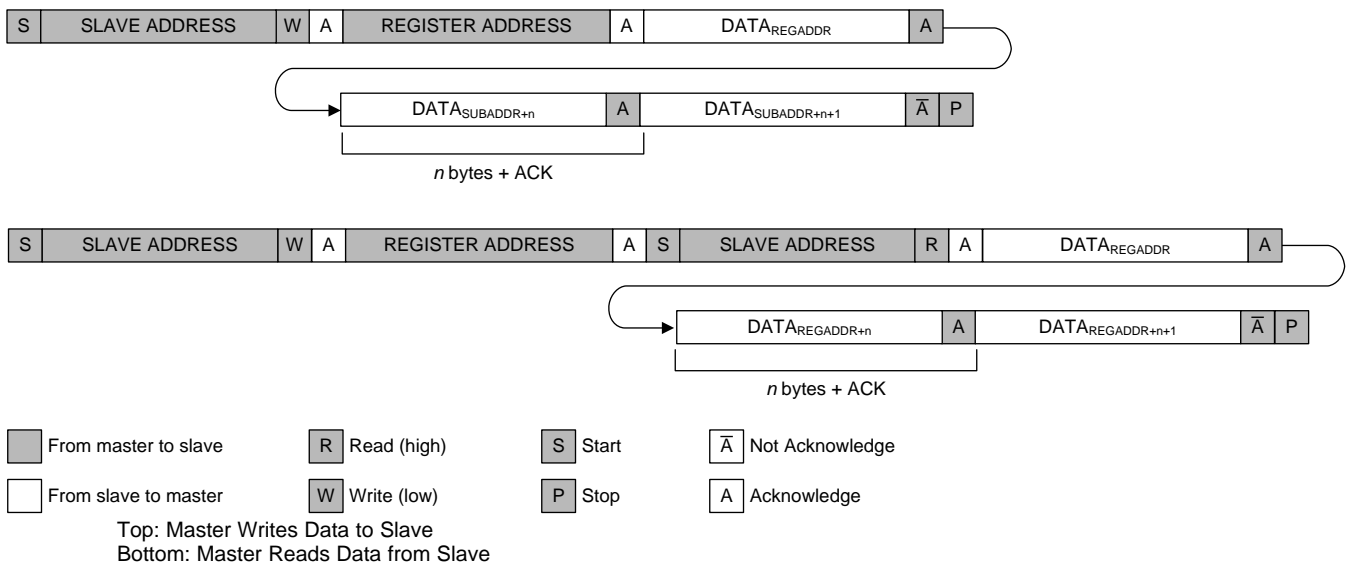 S SLAVE ADDRESS W A REGISTER ADDRESS A DATAREGADDR A
DATASUBADDR+n A DATASUBADDR+n+1 A̅ P
n bytes + ACK
S SLAVE ADDRESS W A REGISTER ADDRESS A S SLAVE ADDRESS R A DATAREGADDR A
DATAREGADDR+n A DATAREGADDR+n+1 A̅ P
n bytes + ACK
From master to slave R Read (high) S Start A̅ Not Acknowledge
From slave to master W Write (low) P Stop A Acknowledge
Top: Master Writes Data to Slave
Bottom: Master Reads Data from Slave